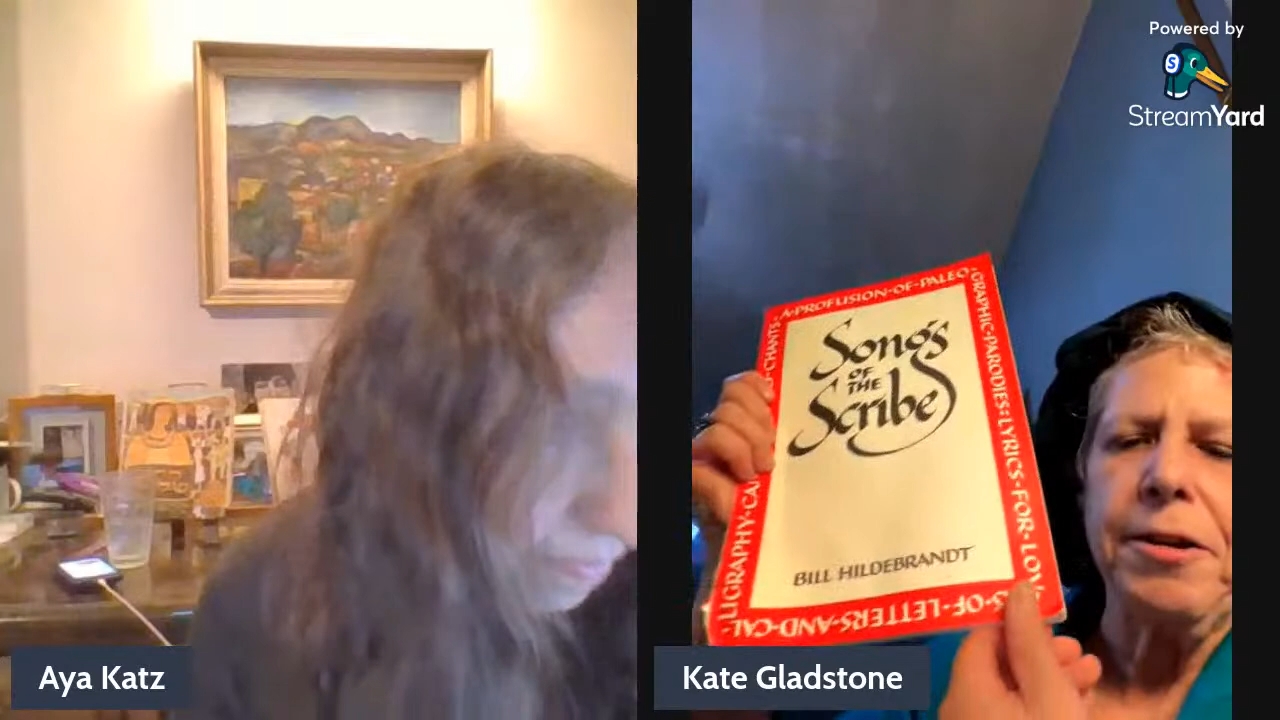 Powered by
StreamYard
A·PROFUSION·OF·PALEO-
GRAPHIC·PARODIES:LYRICS·FOR·LOV
S·OF·LETTERS·AND·CAL-
LIGRAPHY·CA
CHANTS·
Songs
OF
THE
Scribe
BILL HILDEBRANDT
Aya Katz
Kate Gladstone